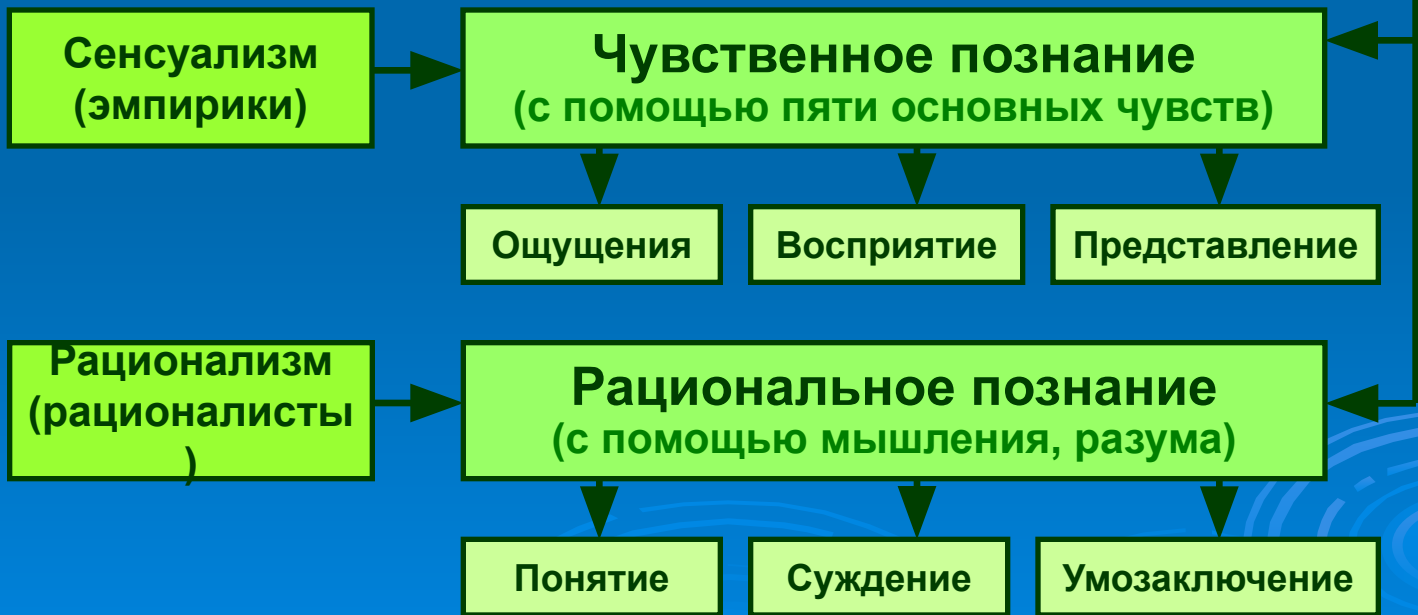 Сенсуализм
(эмпирики)
Чувственное познание
(с помощью пяти основных чувств)
Ощущения
Восприятие
Представление
Рационализм
(рационалисты
)
Рациональное познание
(с помощью мышления, разума)
Понятие
Суждение
Умозаключение